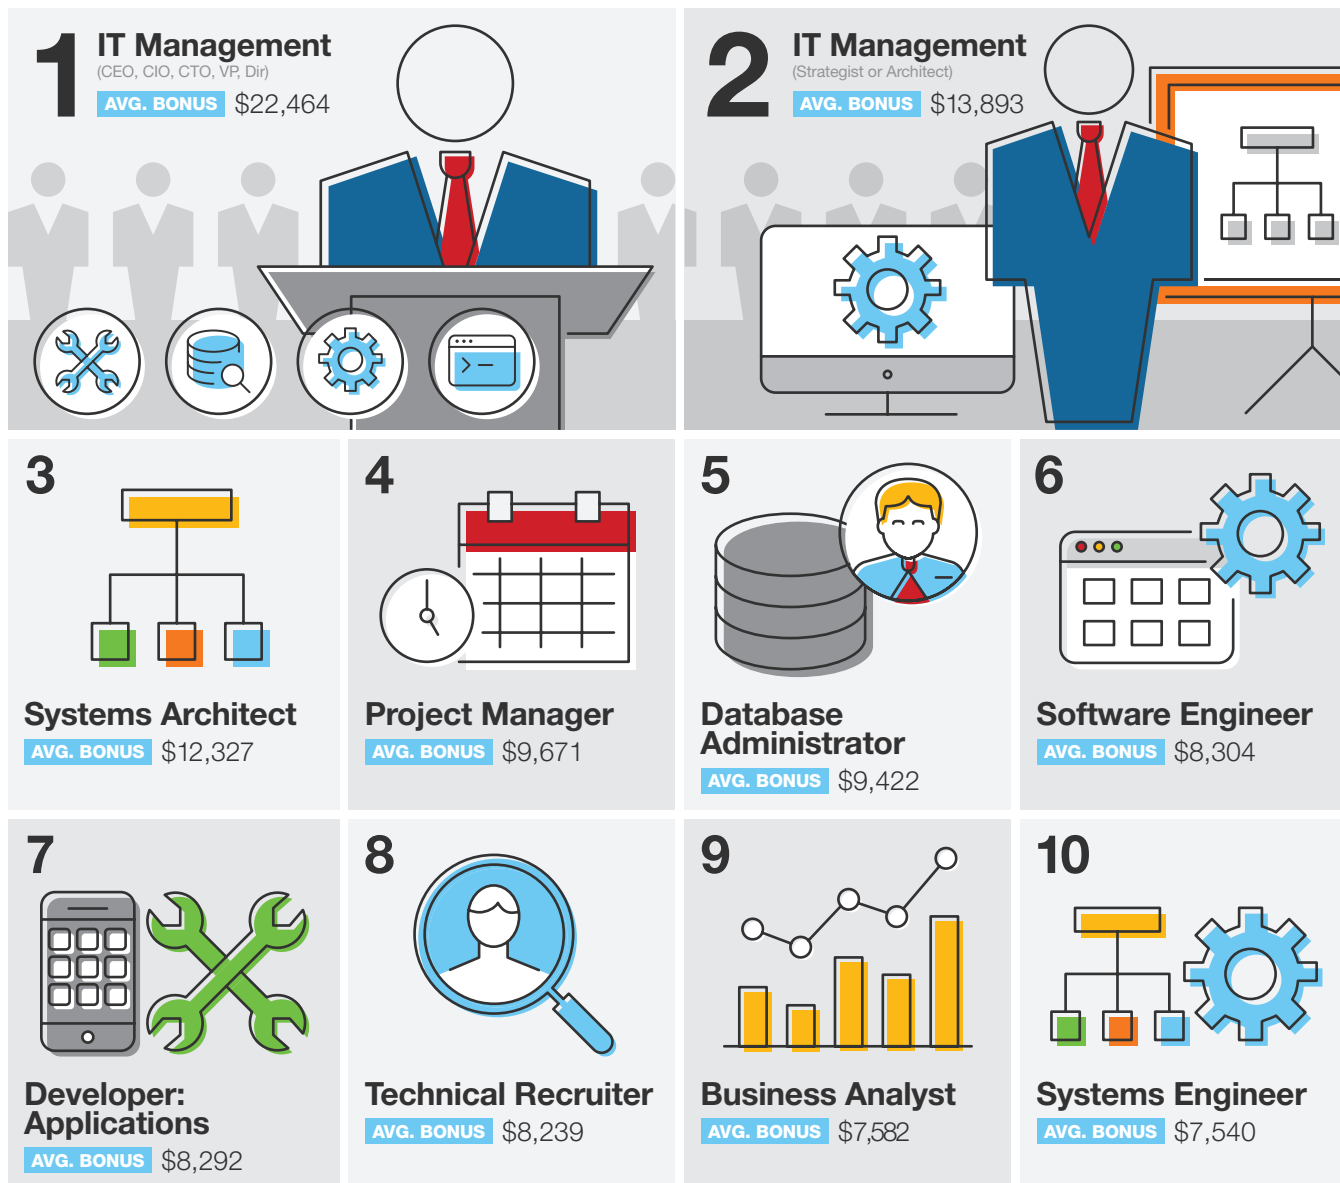 1
IT Management
(CEO, CIO, CTO, VP, Dir)
AVG. BONUS $22,464
2
IT Management
(Strategist or Architect)
AVG. BONUS $13,893
3
Systems Architect
AVG. BONUS $12,327
4
Project Manager
AVG. BONUS $9,671
5
Database
Administrator
AVG. BONUS $9,422
6
Software Engineer
AVG. BONUS $8,304
7
Developer:
Applications
AVG. BONUS $8,292
8
Technical Recruiter
AVG. BONUS $8,239
9
Business Analyst
AVG. BONUS $7,582
10
Systems Engineer
AVG. BONUS $7,540